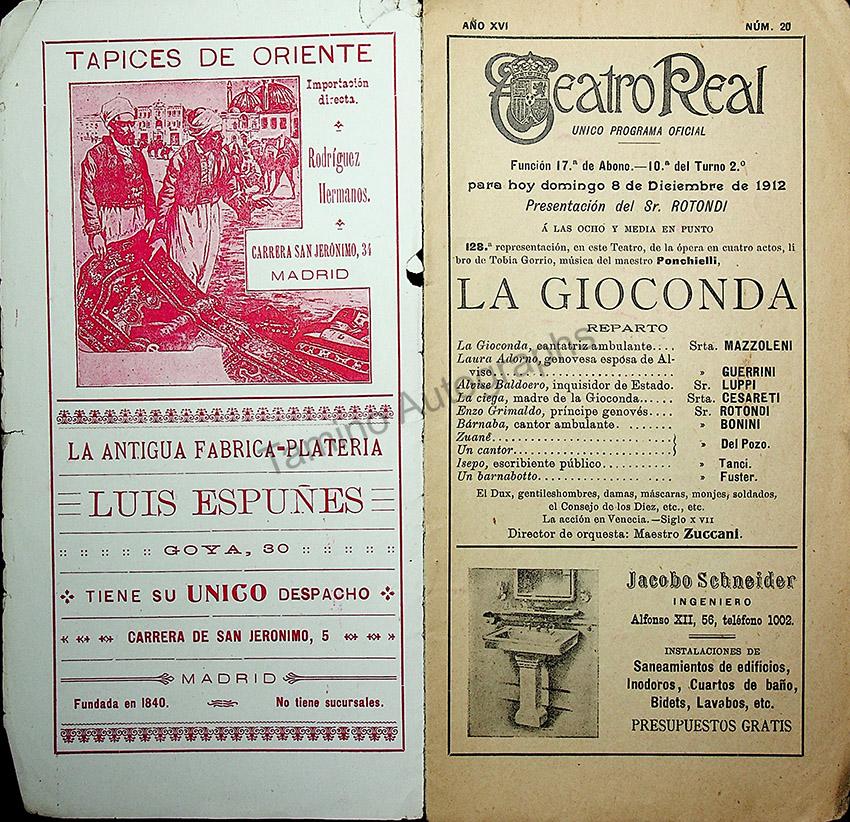 TAPICES DE ORIENTE
Importación
directa.
Rodríguez
Hermanos.
CARRERA SAN JERÓNIMO, 34
MADRID
LA ANTIGUA FABRICA-PLATERIA
LUIS ESPUÑES
GOYA, 30
TIENE SU UNICO DESPACHO
CARRERA DE SAN JERONIMO, 5
MADRID
Fundada en 1840. No tiene sucursales.
AÑO XVI NÚM. 20
Teatro Real
UNICO PROGRAMA OFICIAL
Función 17.ª de Abono.—10.ª del Turno 2.º
para hoy domingo 8 de Diciembre de 1912
Presentación del Sr. ROTONDI
Á LAS OCHO Y MEDIA EN PUNTO
128.ª representación, en este Teatro, de la ópera en cuatro actos, li
bro de Tobia Gorrio, música del maestro Ponchielli,
LA GIOCONDA
REPARTO
La Gioconda, cantatriz ambulante.... Srta. MAZZOLENI
Laura Adorno, genovesa esposa de Al-
viso » GUERRINI
Alvise Baldoero, inquisidor de Estado. Sr. LUPPI
La ciega, madre de la Gioconda..... Srta. CESARETI
Enzo Grimaldo, príncipe genovés.... Sr. ROTONDI
Bárnaba, cantor ambulante » BONINI
Zuané
Un cantor » Del Pozo.
Isepo, escribiente público » Tanci.
Un barnabotto » Fuster.
El Dux, gentileshombres, damas, máscaras, monjes, soldados,
el Consejo de los Diez, etc., etc.
La acción en Venecia.—Siglo XVII
Director de orquesta: Maestro Zuccani.
Jacobo Schneider
INGENIERO
Alfonso XII, 56, teléfono 1002.
INSTALACIONES DE
Saneamientos de edificios,
Inodoros, Cuartos de baño,
Bidets, Lavabos, etc.
PRESUPUESTOS GRATIS
Tamino Autographs